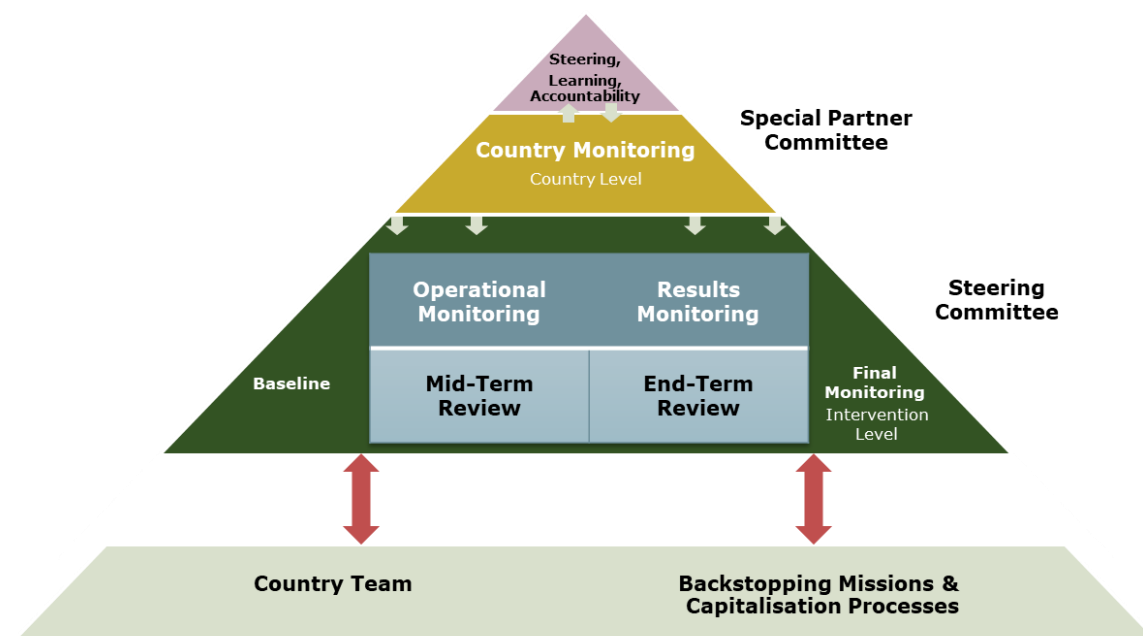 Steering,
Learning,
Accountability
Special Partner
Committee
Country Monitoring
Country Level
Steering
Committee
Operational
Monitoring
Results
Monitoring
Baseline
Mid-Term
Review
End-Term
Review
Final
Monitoring
Intervention
Level
Country Team
Backstopping Missions &
Capitalisation Processes